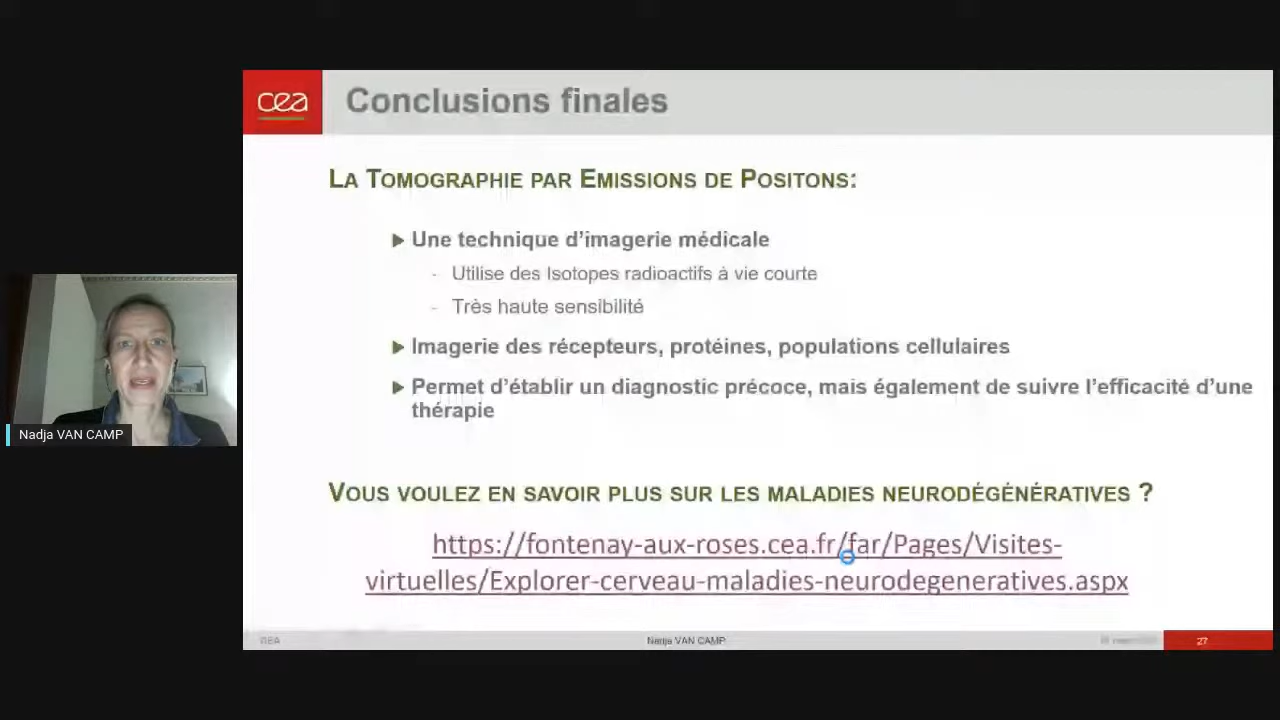 cea
Conclusions finales
LA TOMOGRAPHIE PAR EMISSIONS DE POSITONS:
Une technique d'imagerie médicale
- Utilise des Isotopes radioactifs à vie courte
- Très haute sensibilité
Imagerie des récepteurs, protéines, populations cellulaires
Permet d'établir un diagnostic précoce, mais également de suivre l'efficacité d'une
thérapie
Nadja VAN CAMP
VOUS VOULEZ EN SAVOIR PLUS SUR LES MALADIES NEURODÉGÉNÉRATIVES ?
https://fontenay-aux-roses.cea.fr/far/Pages/Visites-
virtuelles/Explorer-cerveau-maladies-neurodegeneratives.aspx
CEA
Nadja VAN CAMP
27